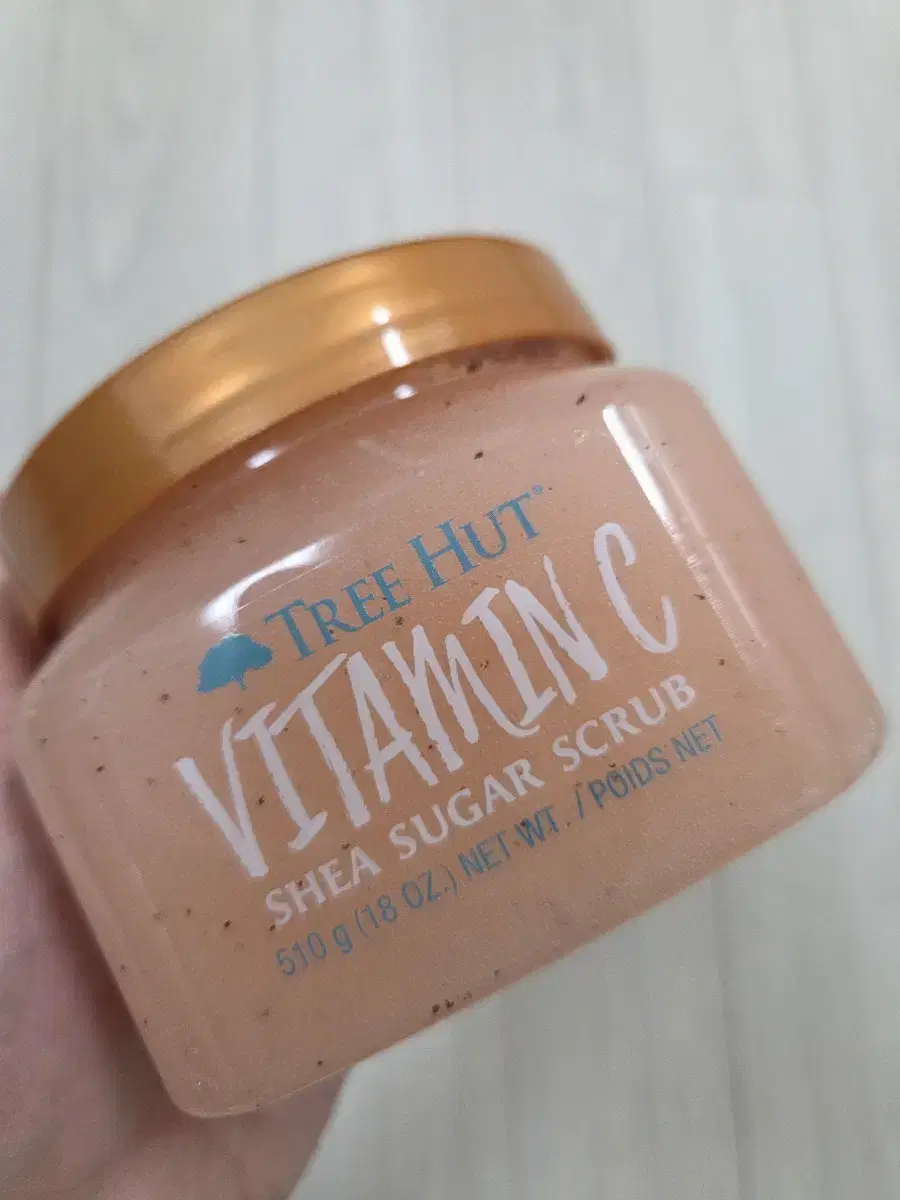 TREE HUT®
VITAMIN C
SHEA SUGAR SCRUB
510 g (18 OZ.) NET WT. / POIDS NET